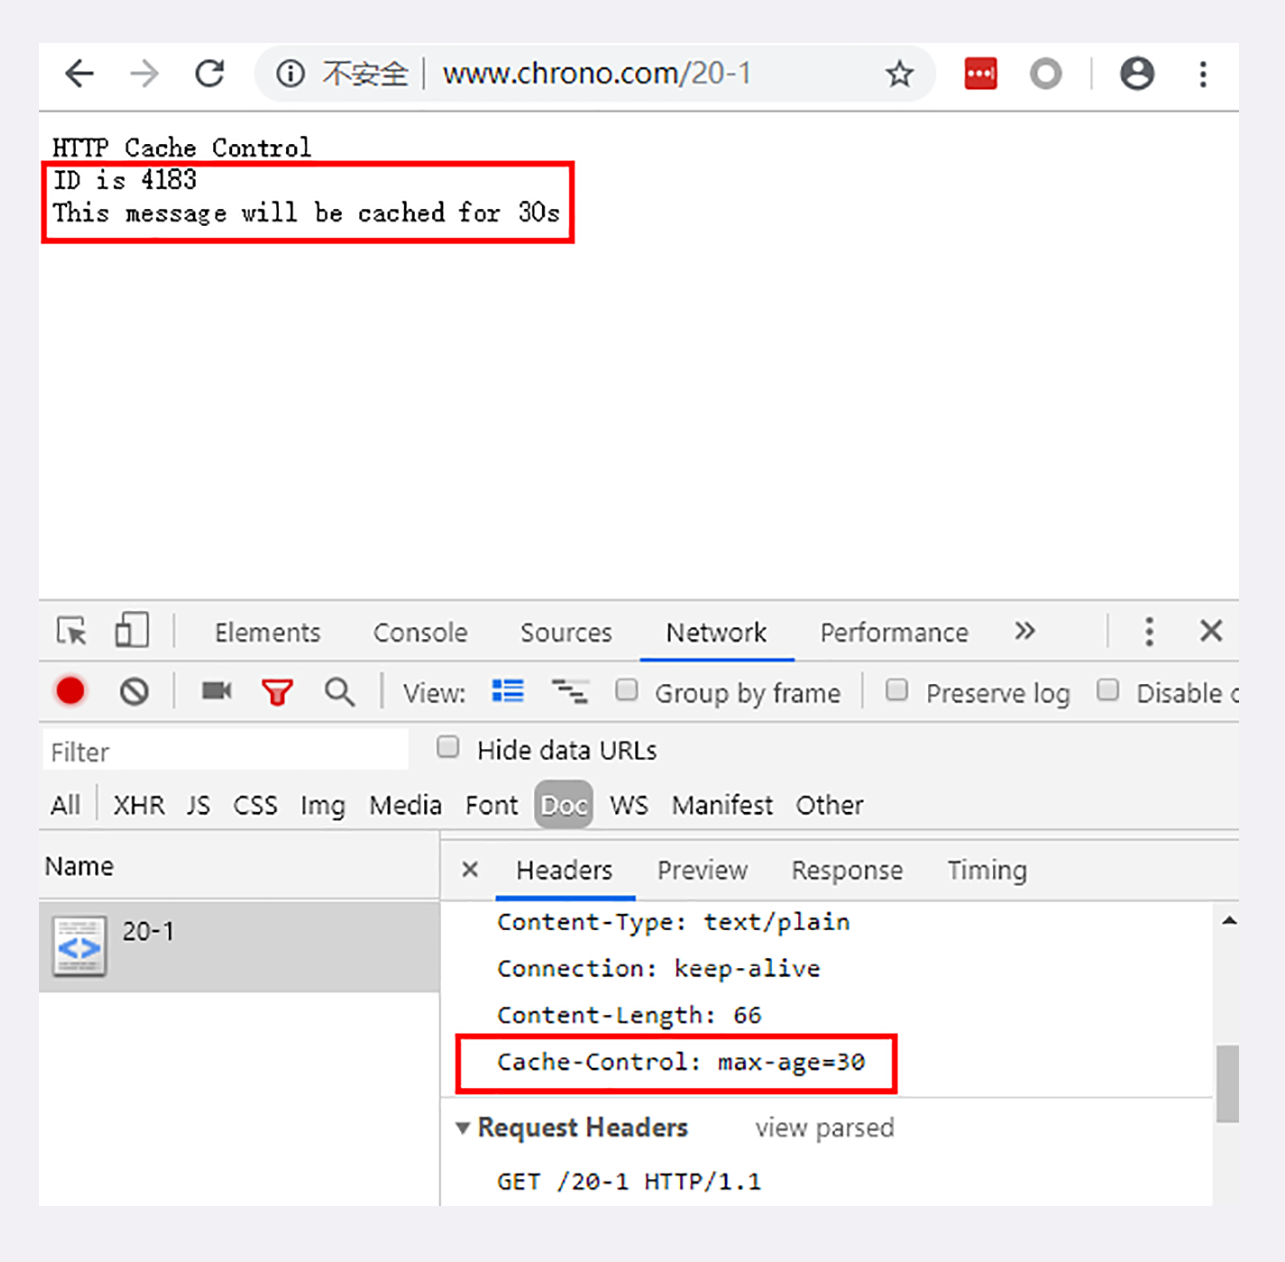 不安全 www.chrono.com/20-1
HTTP Cache Control
ID is 4183
This message will be cached for 30s
Elements Console Sources Network Performance »
View: Group by frame Preserve log Disable c
Filter Hide data URLs
All XHR JS CSS Img Media Font Doc WS Manifest Other
Name × Headers Preview Response Timing
20-1
Content-Type: text/plain
Connection: keep-alive
Content-Length: 66
Cache-Control: max-age=30
Request Headers view parsed
GET /20-1 HTTP/1.1